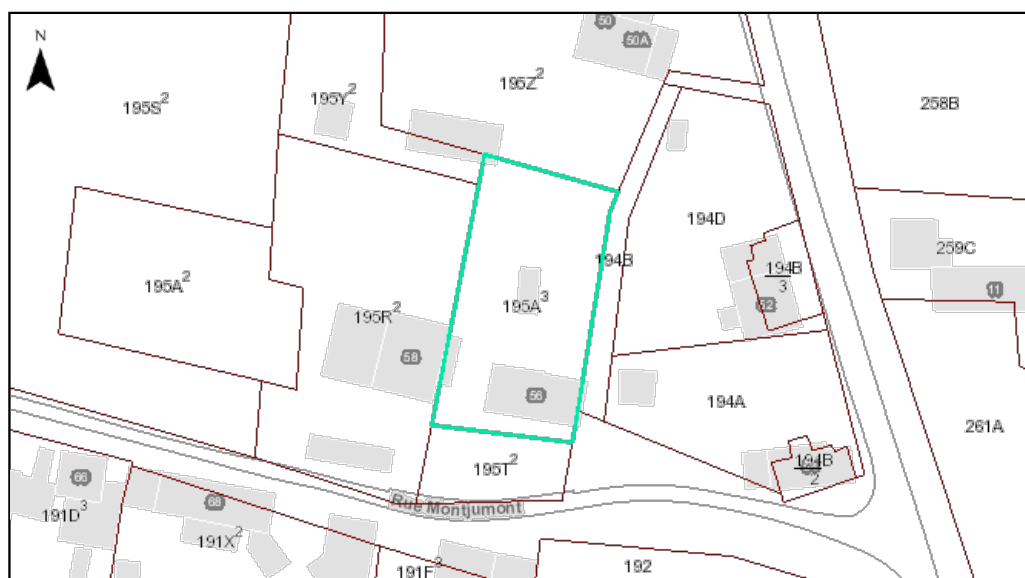 N
50
50A
195S²
195Y²
195Z²
258B
194D
259C
194B
194B
3
11
195A²
195A³
195R²
52
58
56
194A
261A
195T²
194B
2
Rue Montjumont
66
68
191D³
191X²
191F³
192